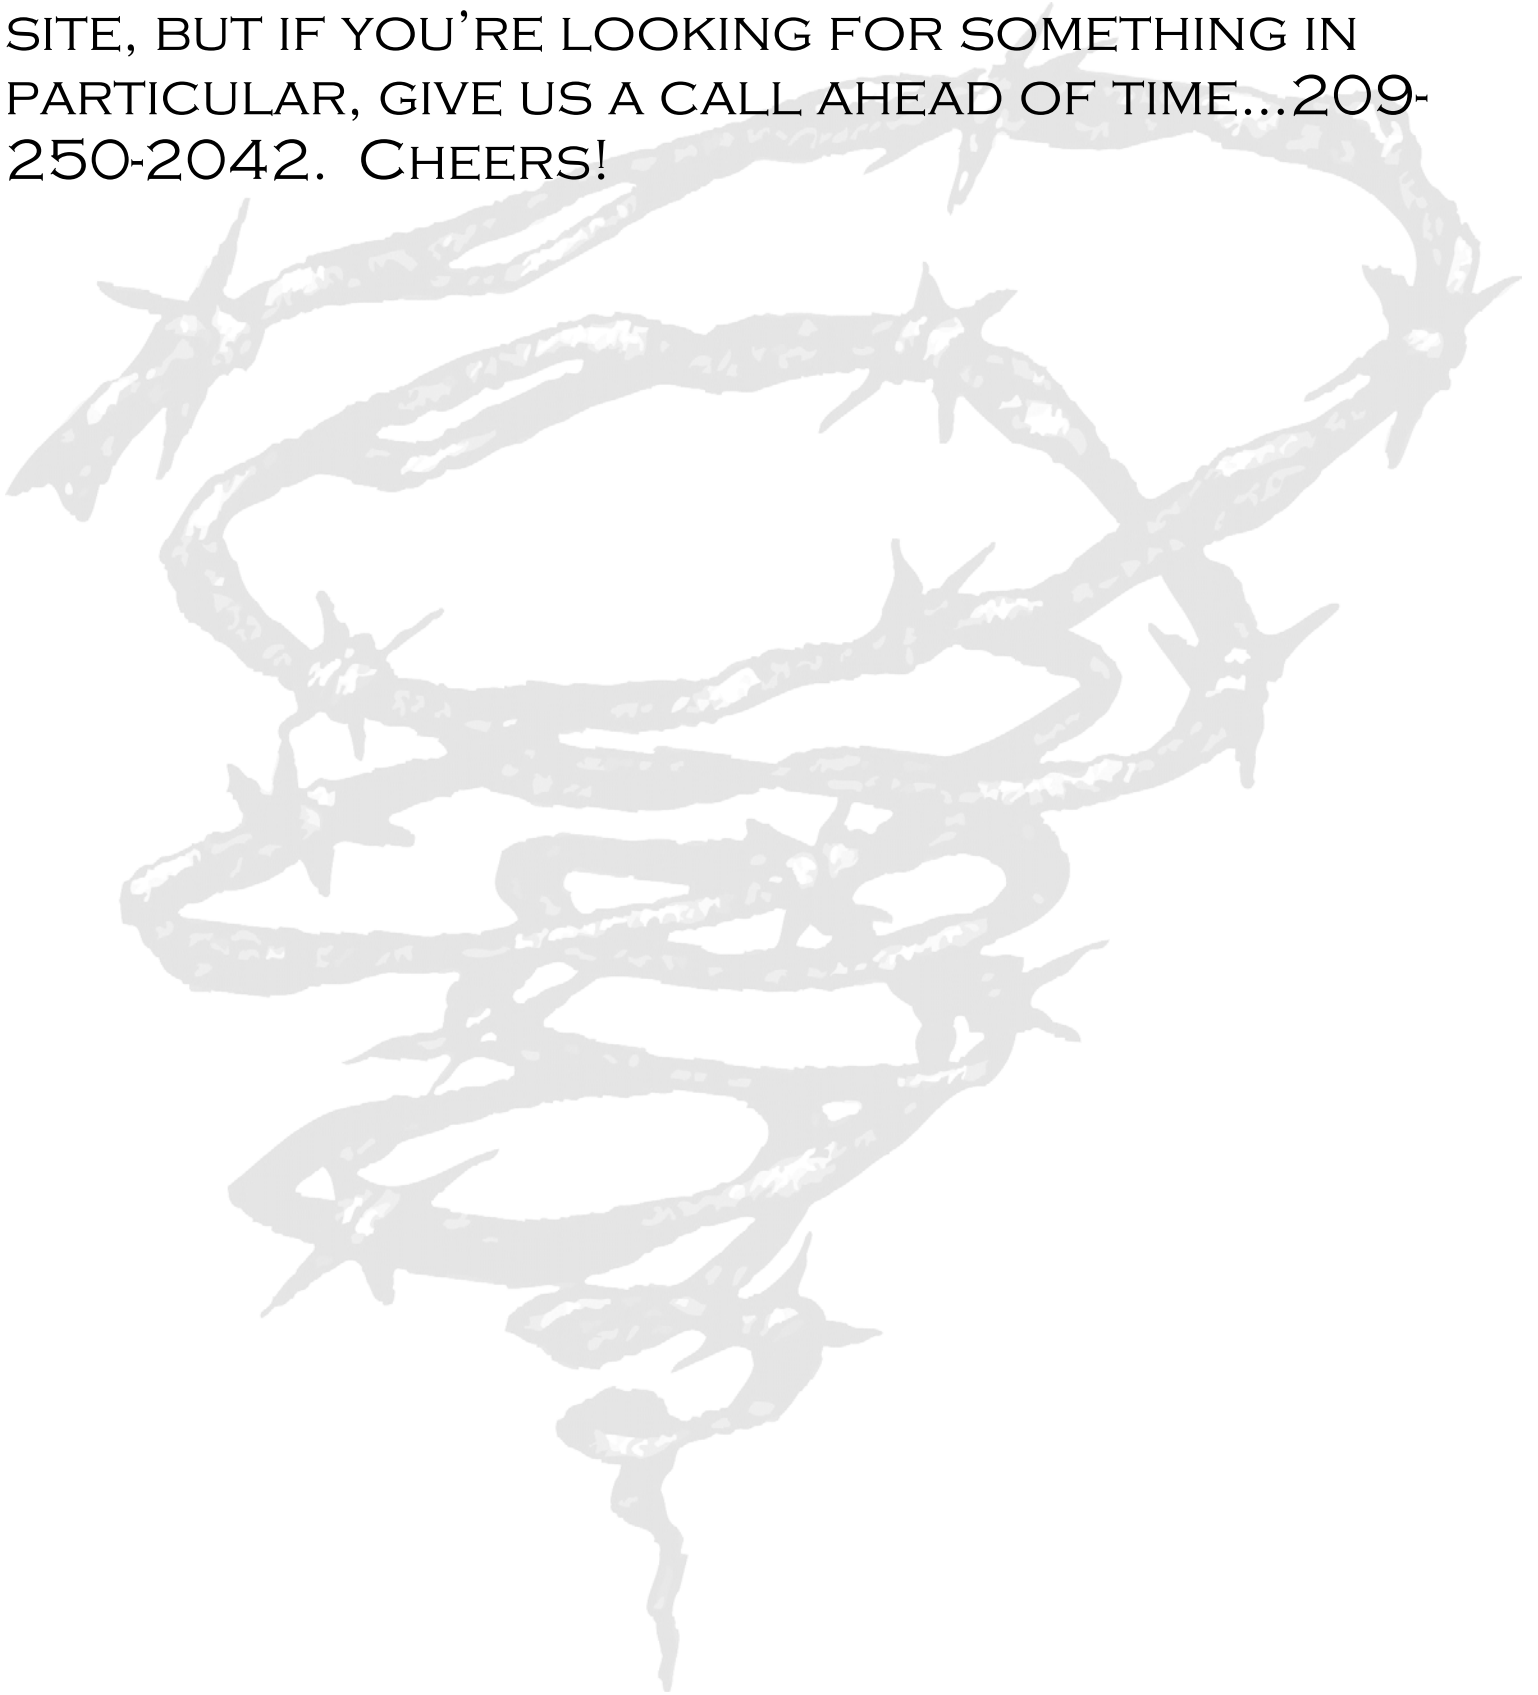 site, but if you’re looking for something in
particular, give us a call ahead of time...209-
250-2042.  Cheers!